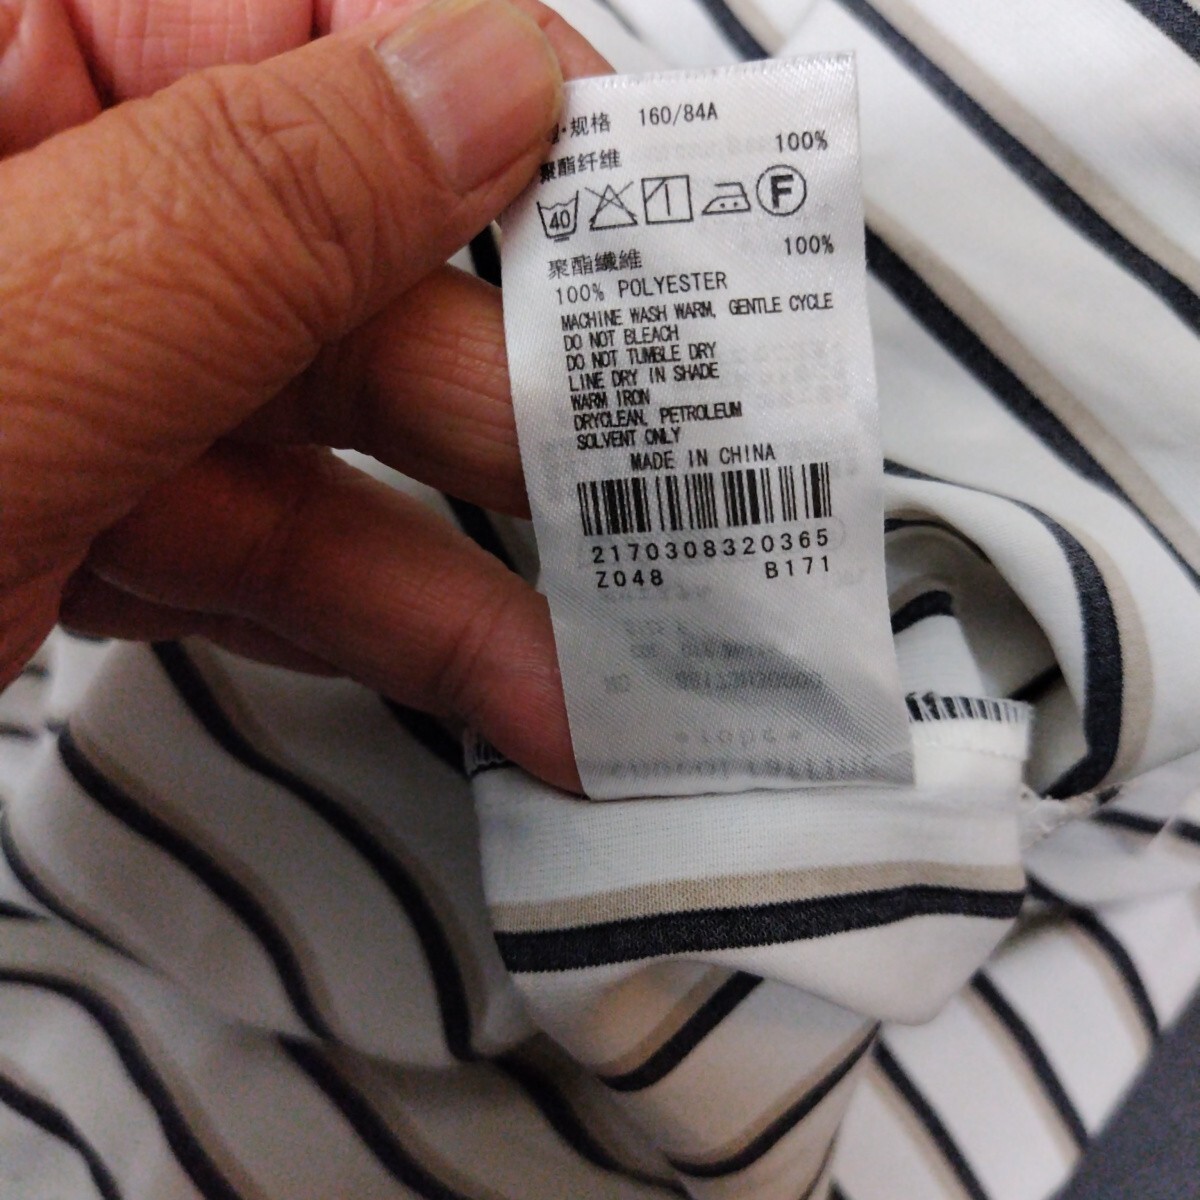 ·规格 160/84A
聚酯纤维 100%
40 F
聚酯纖維 100%
100% POLYESTER
MACHINE WASH WARM, GENTLE CYCLE
DO NOT BLEACH
DO NOT TUMBLE DRY
LINE DRY IN SHADE
WARM IRON
DRYCLEAN, PETROLEUM
SOLVENT ONLY
MADE IN CHINA
2170308320365
Z048 B171